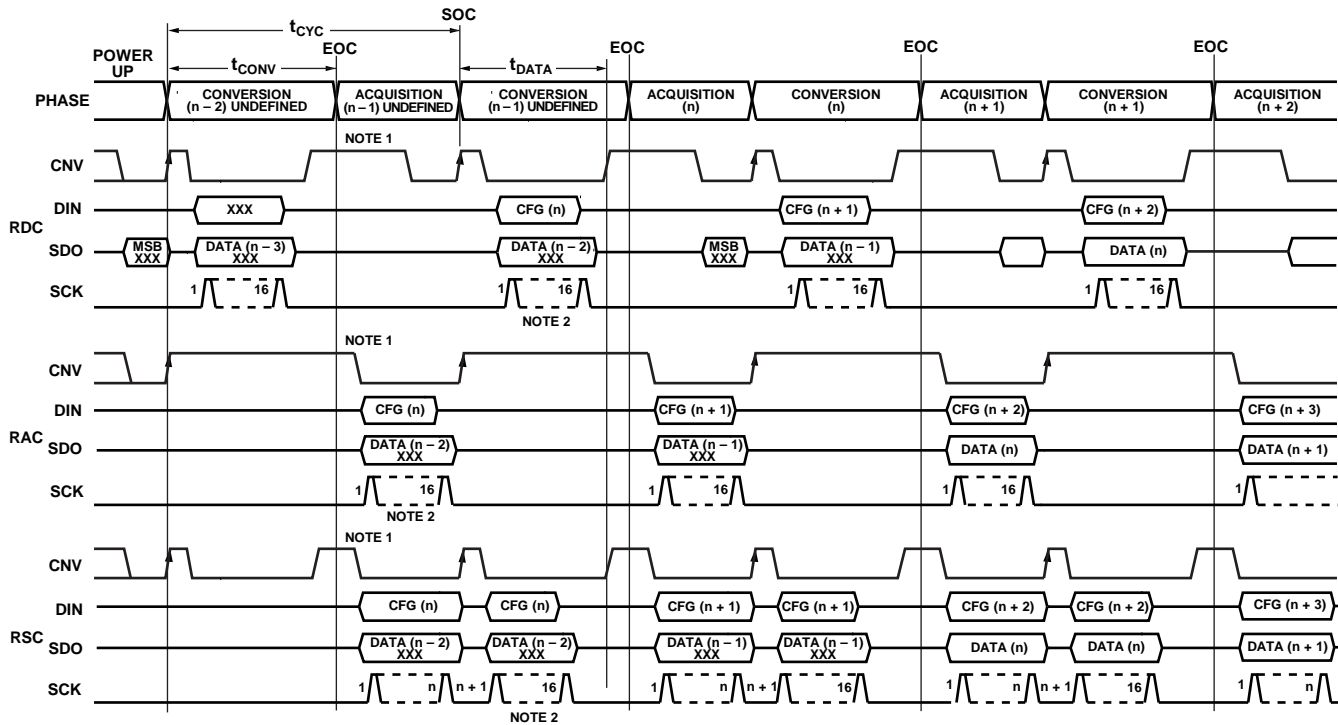 SOC
tCYC
POWER UP
EOC
EOC
EOC
tCONV
tDATA
PHASE
CONVERSION (n – 2) UNDEFINED
ACQUISITION (n – 1) UNDEFINED
CONVERSION (n – 1) UNDEFINED
ACQUISITION (n)
CONVERSION (n)
ACQUISITION (n + 1)
CONVERSION (n + 1)
ACQUISITION (n + 2)
NOTE 1
CNV
RDC
DIN
XXX
CFG (n)
CFG (n + 1)
CFG (n + 2)
SDO
MSB XXX
DATA (n – 3) XXX
DATA (n – 2) XXX
MSB XXX
DATA (n – 1) XXX
DATA (n)
SCK
1 16
1 16
1 16
1 16
NOTE 2
NOTE 1
CNV
RAC
DIN
CFG (n)
CFG (n + 1)
CFG (n + 2)
CFG (n + 3)
SDO
DATA (n – 2) XXX
DATA (n – 1) XXX
DATA (n)
DATA (n + 1)
SCK
1 16
1 16
1 16
1
NOTE 2
NOTE 1
CNV
RSC
DIN
CFG (n)
CFG (n)
CFG (n + 1)
CFG (n + 1)
CFG (n + 2)
CFG (n + 2)
CFG (n + 3)
SDO
DATA (n – 2) XXX
DATA (n – 2) XXX
DATA (n – 1) XXX
DATA (n – 1) XXX
DATA (n)
DATA (n)
DATA (n + 1)
SCK
1 n n + 1 16
1 n n + 1 16
1 n n + 1 16
1 n
NOTE 2